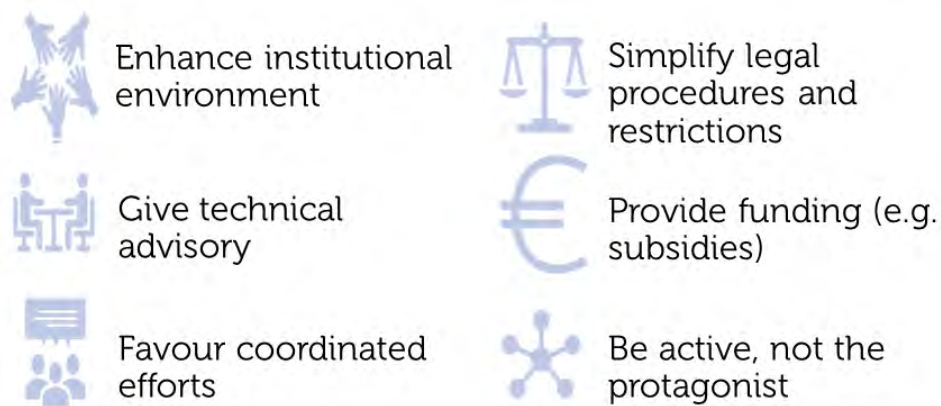 Enhance institutional
environment
Simplify legal
procedures and
restrictions
Give technical
advisory
Provide funding (e.g.
subsidies)
Favour coordinated
efforts
Be active, not the
protagonist